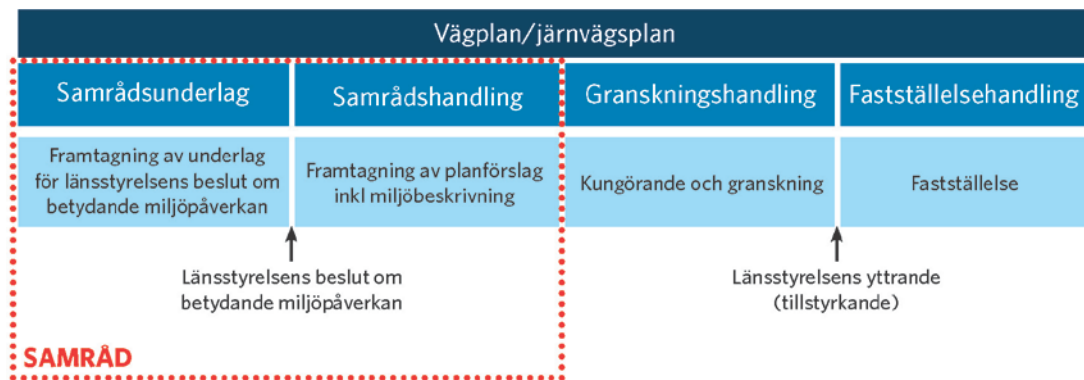 Vägplan/järnvägsplan
Samrådsunderlag
Samrådshandling
Granskningshandling
Fastställelsehandling
Framtagning av underlag
för länsstyrelsens beslut om
betydande miljöpåverkan
Framtagning av planförslag
inkl miljöbeskrivning
Kungörande och granskning
Fastställelse
Länsstyrelsens beslut om
betydande miljöpåverkan
Länsstyrelsens yttrande
(tillstyrkande)
SAMRÅD